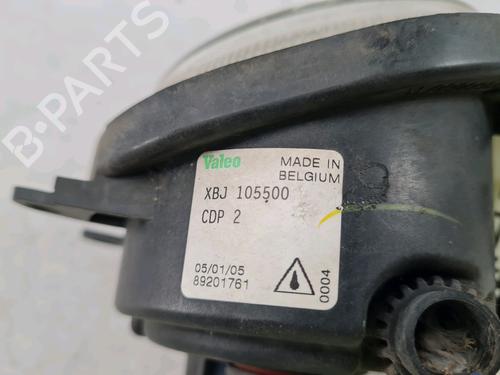 B-PARTS
Valeo
MADE IN
BELGIUM
XBJ 105500
CDP 2
05/01/05
89201761
0004